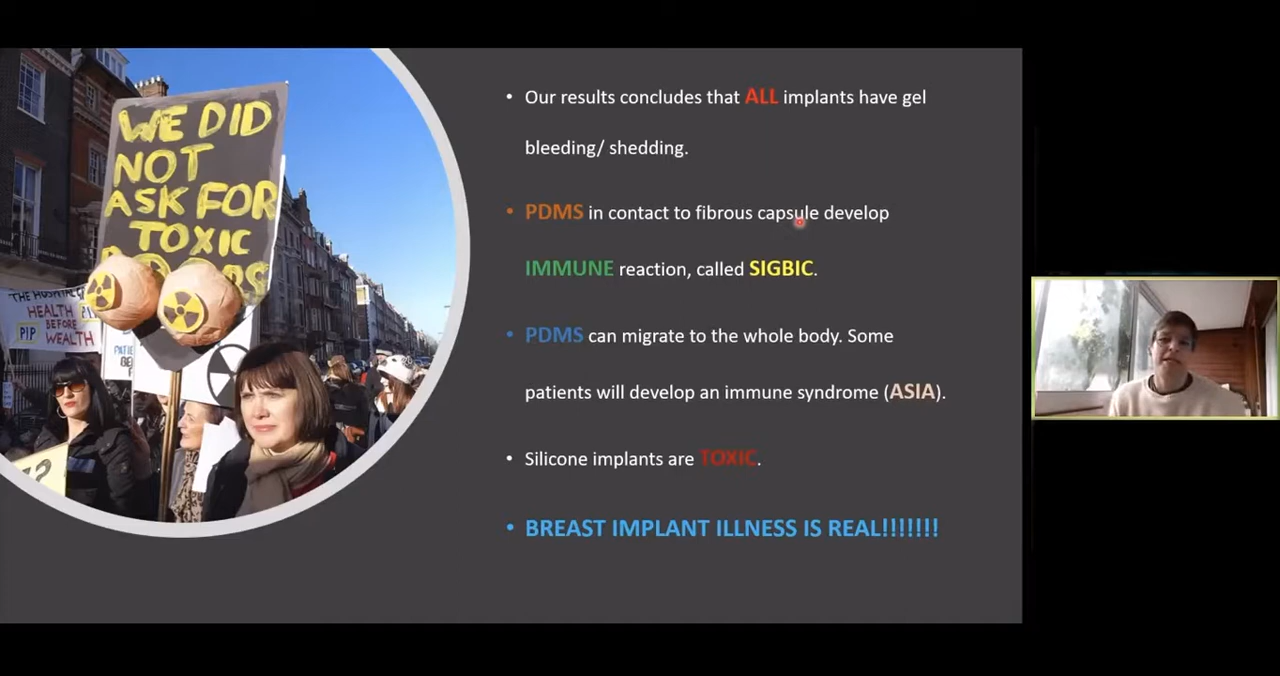 WE DID
NOT
ASK FOR
TOXIC
THE HOSPITAL
HEALTH
BEFORE
WEALTH
PIP
• Our results concludes that ALL implants have gel
bleeding/ shedding.
• PDMS in contact to fibrous capsule develop
IMMUNE reaction, called SIGBIC.
• PDMS can migrate to the whole body. Some
patients will develop an immune syndrome (ASIA).
• Silicone implants are TOXIC.
• BREAST IMPLANT ILLNESS IS REAL!!!!!!!